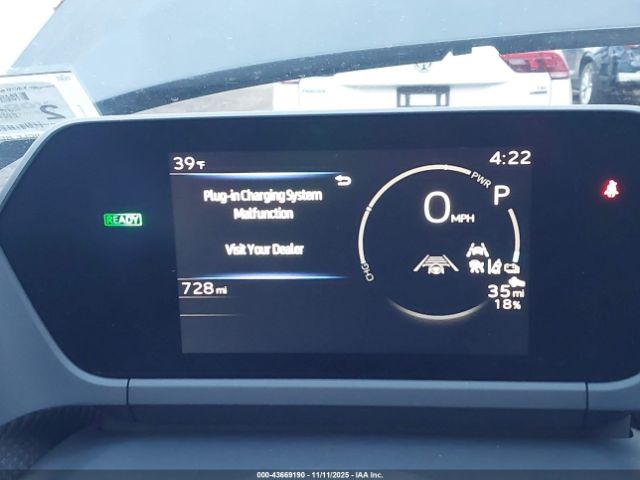 39°F
4:22
Plug-in Charging System
Malfunction
Visit Your Dealer
READY
PWR
P
0 MPH
CHG
728 mi
35 mi
18%
2
000-43669190 - 11/11/2025 - IAA Inc.